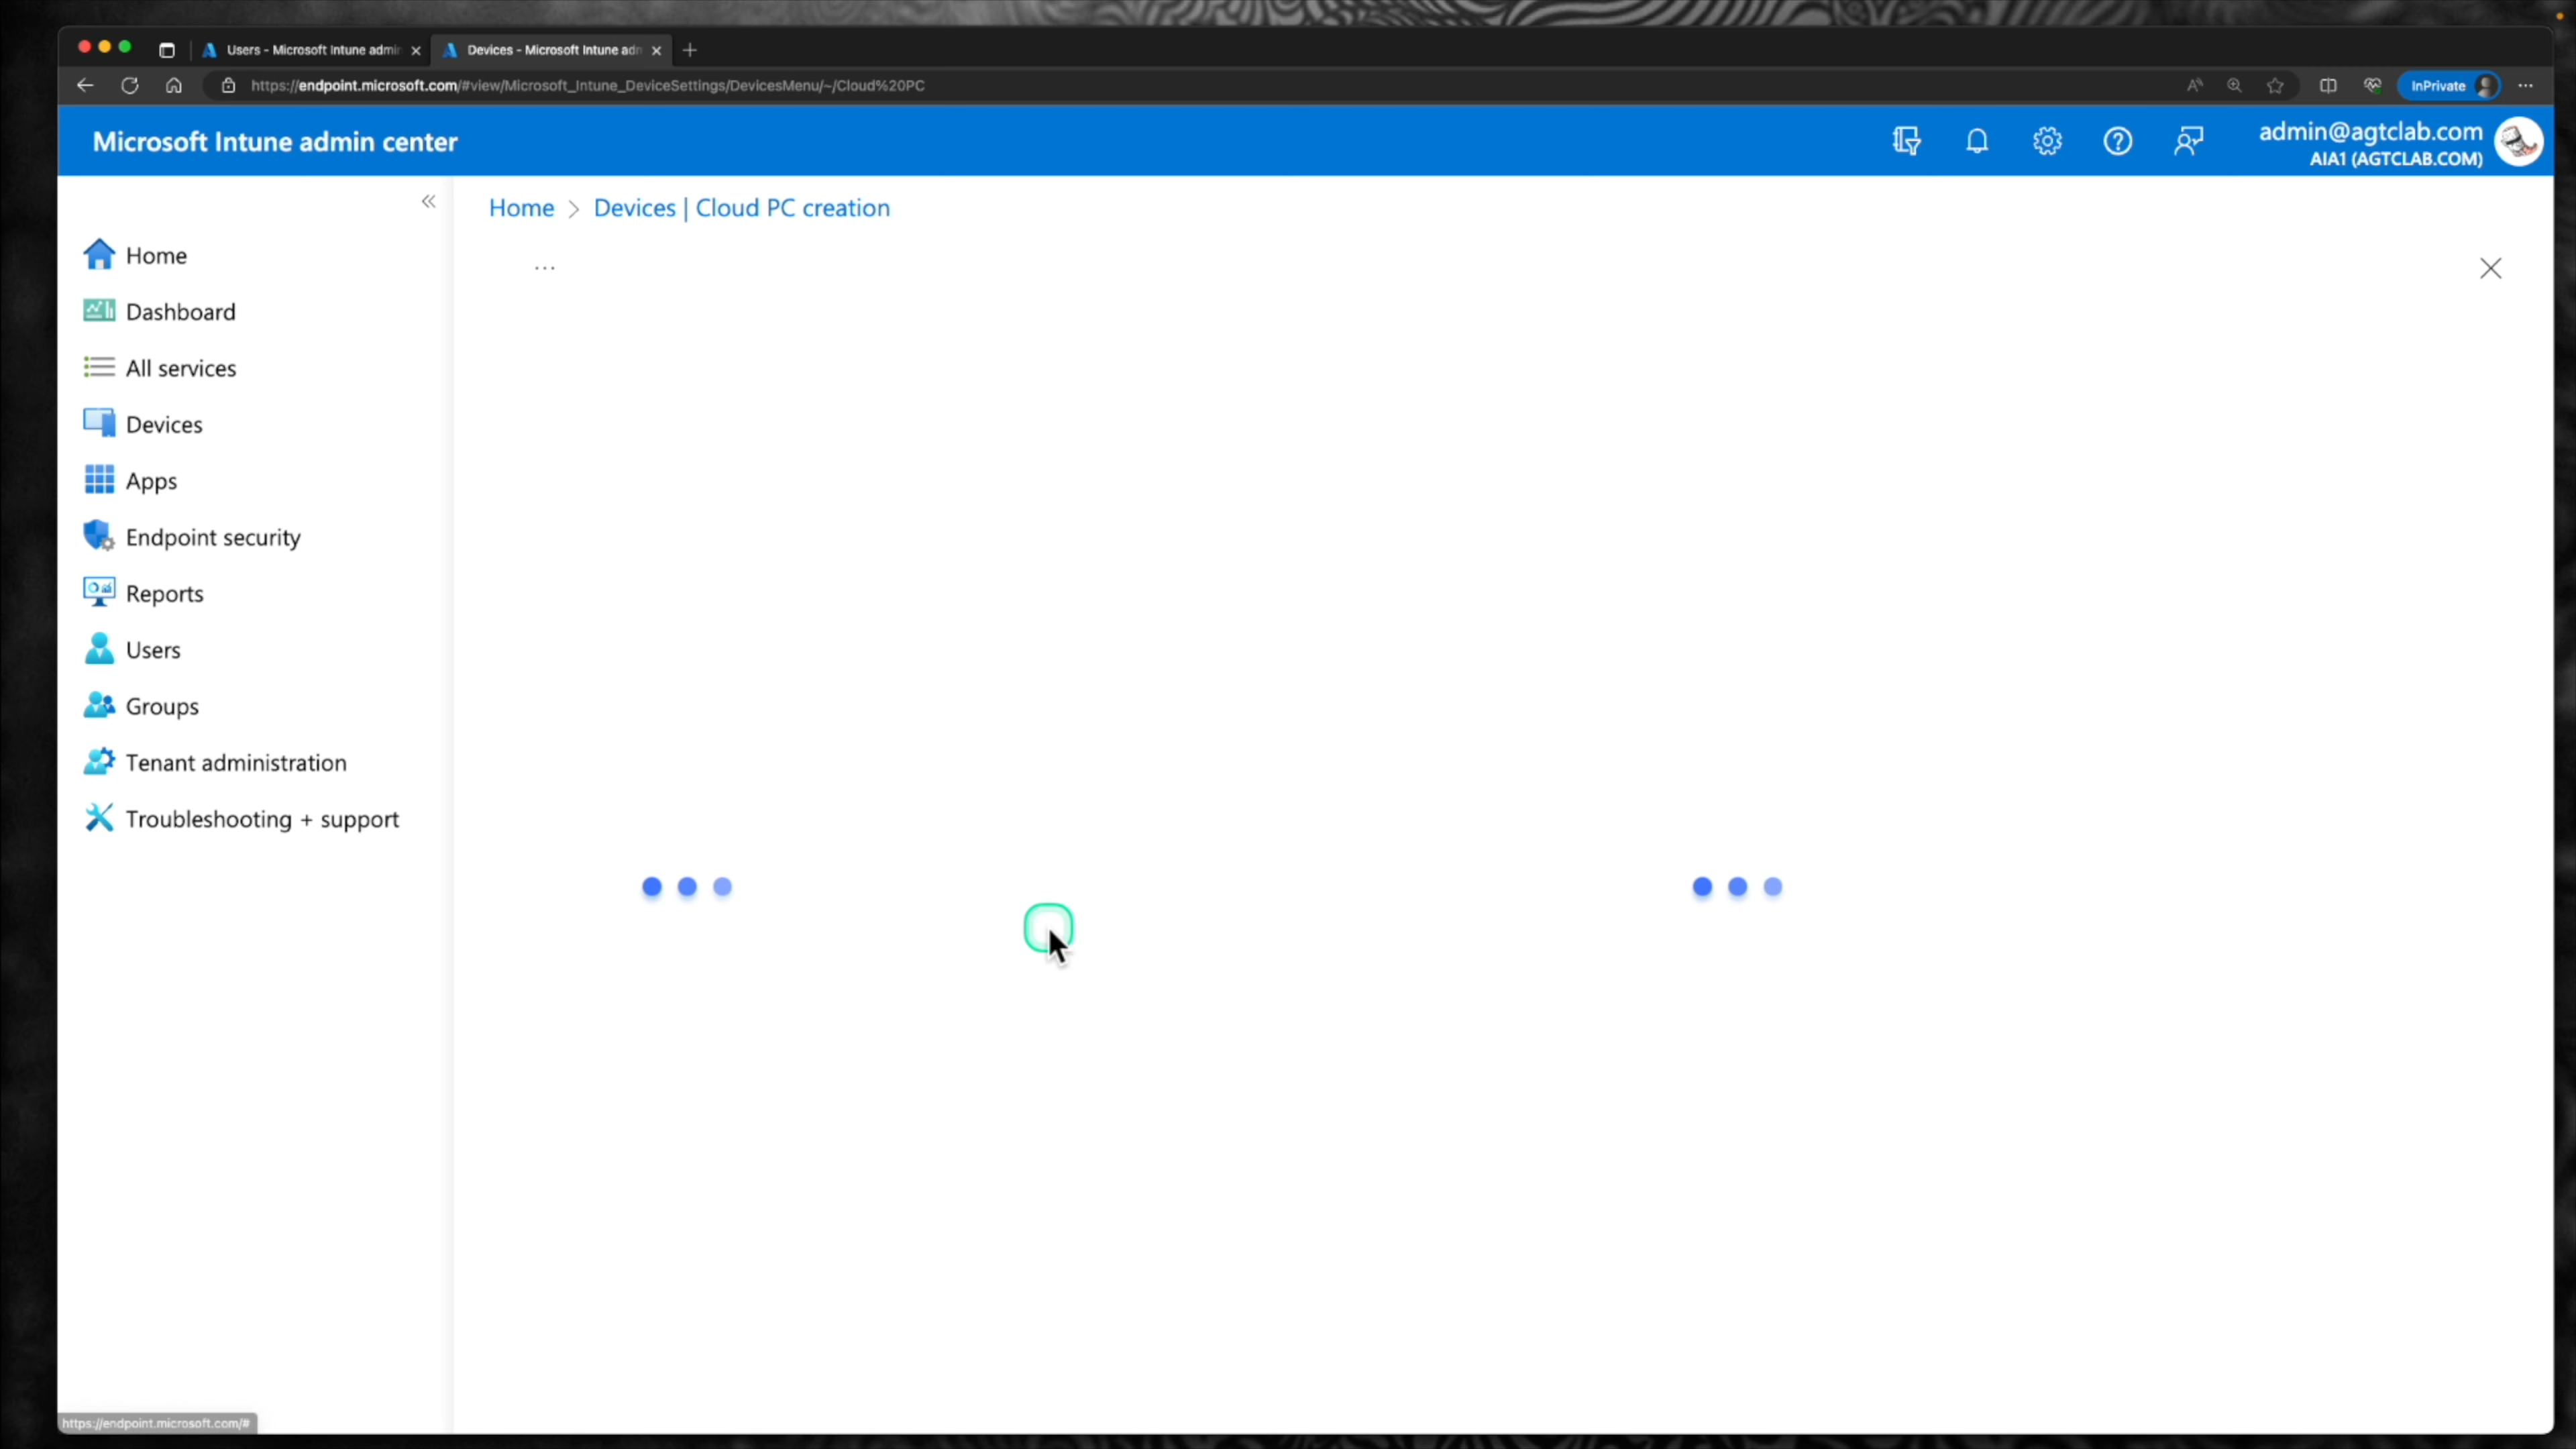 Users - Microsoft Intune admi
Devices - Microsoft Intune adn
https://endpoint.microsoft.com/#view/Microsoft_Intune_DeviceSettings/DevicesMenu/~/Cloud%20PC
InPrivate
Microsoft Intune admin center
admin@agtclab.com
AIA1 (AGTCLAB.COM)
Home > Devices | Cloud PC creation
...
Home
Dashboard
All services
Devices
Apps
Endpoint security
Reports
Users
Groups
Tenant administration
Troubleshooting + support
https://endpoint.microsoft.com/#